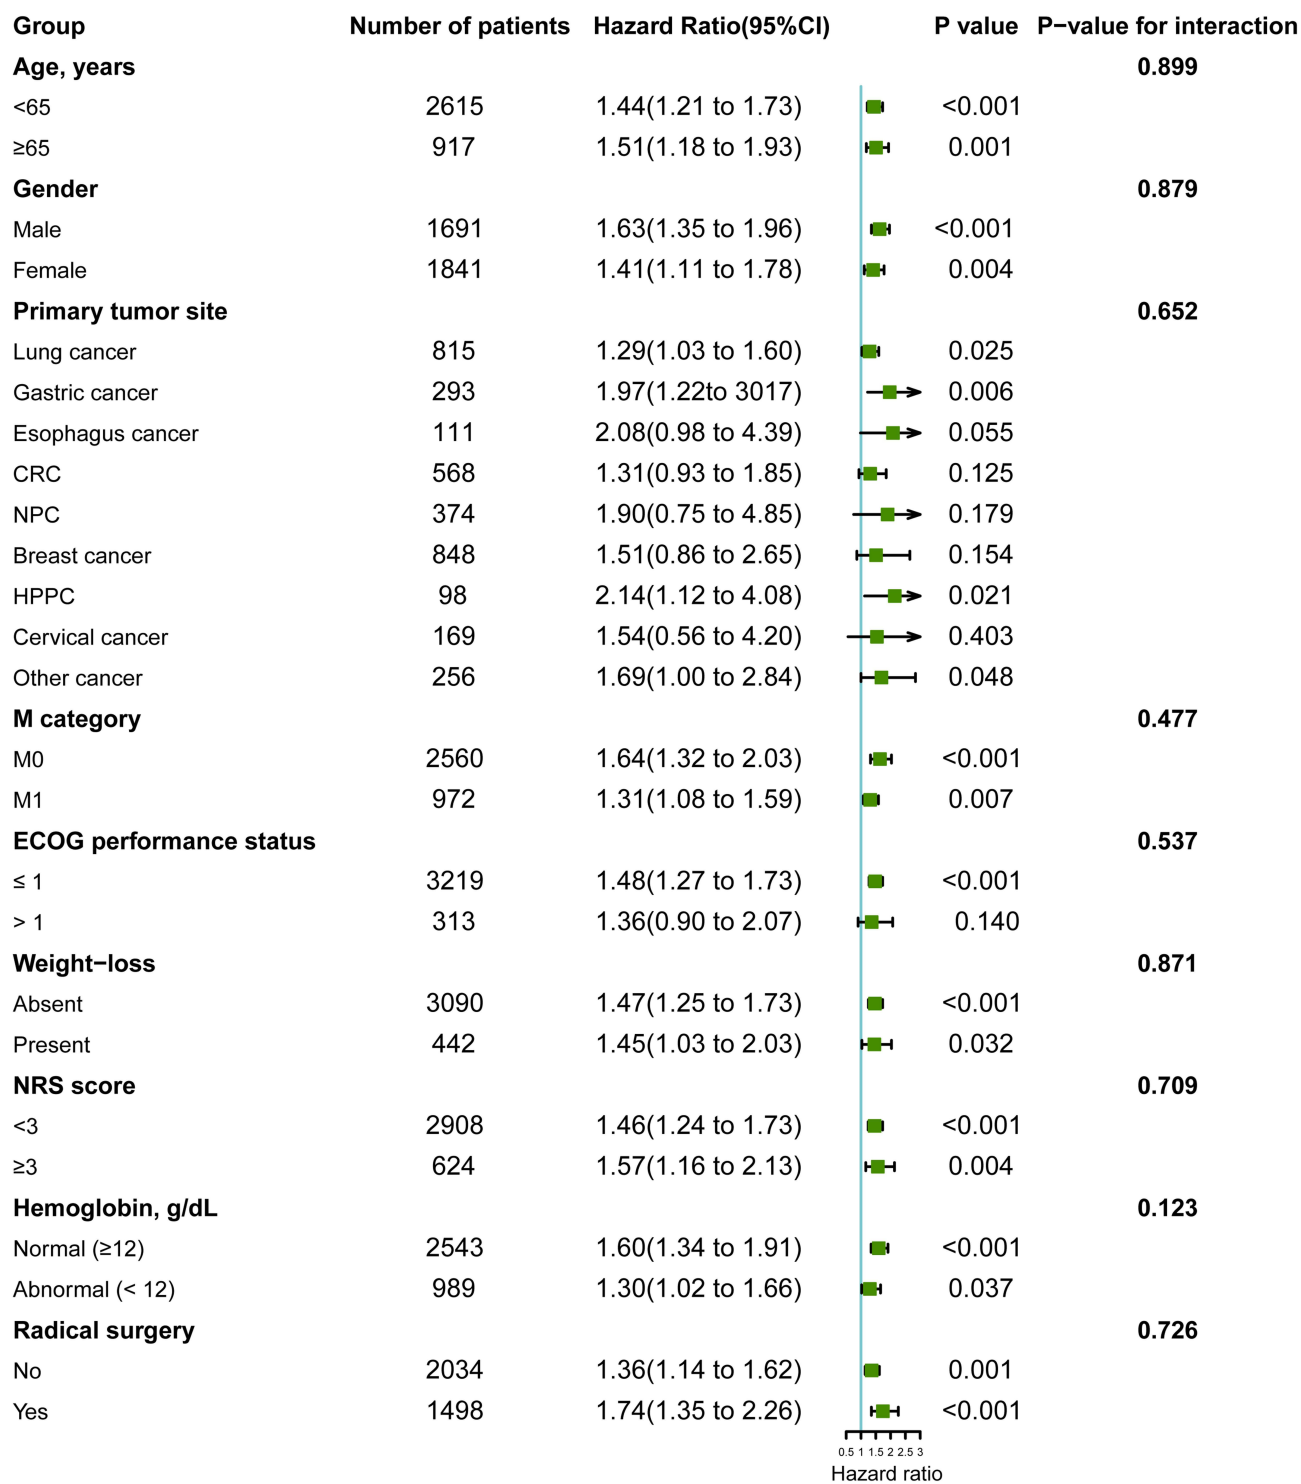 Group Number of patients Hazard Ratio(95%CI) P value P−value for interaction
Age, years 0.899
<65 2615 1.44(1.21 to 1.73) <0.001
≥65 917 1.51(1.18 to 1.93) 0.001
Gender 0.879
Male 1691 1.63(1.35 to 1.96) <0.001
Female 1841 1.41(1.11 to 1.78) 0.004
Primary tumor site 0.652
Lung cancer 815 1.29(1.03 to 1.60) 0.025
Gastric cancer 293 1.97(1.22to 3017) 0.006
Esophagus cancer 111 2.08(0.98 to 4.39) 0.055
CRC 568 1.31(0.93 to 1.85) 0.125
NPC 374 1.90(0.75 to 4.85) 0.179
Breast cancer 848 1.51(0.86 to 2.65) 0.154
HPPC 98 2.14(1.12 to 4.08) 0.021
Cervical cancer 169 1.54(0.56 to 4.20) 0.403
Other cancer 256 1.69(1.00 to 2.84) 0.048
M category 0.477
M0 2560 1.64(1.32 to 2.03) <0.001
M1 972 1.31(1.08 to 1.59) 0.007
ECOG performance status 0.537
≤ 1 3219 1.48(1.27 to 1.73) <0.001
> 1 313 1.36(0.90 to 2.07) 0.140
Weight−loss 0.871
Absent 3090 1.47(1.25 to 1.73) <0.001
Present 442 1.45(1.03 to 2.03) 0.032
NRS score 0.709
<3 2908 1.46(1.24 to 1.73) <0.001
≥3 624 1.57(1.16 to 2.13) 0.004
Hemoglobin, g/dL 0.123
Normal (≥12) 2543 1.60(1.34 to 1.91) <0.001
Abnormal (< 12) 989 1.30(1.02 to 1.66) 0.037
Radical surgery 0.726
No 2034 1.36(1.14 to 1.62) 0.001
Yes 1498 1.74(1.35 to 2.26) <0.001
0.5 1 1.5 2 2.5 3
Hazard ratio